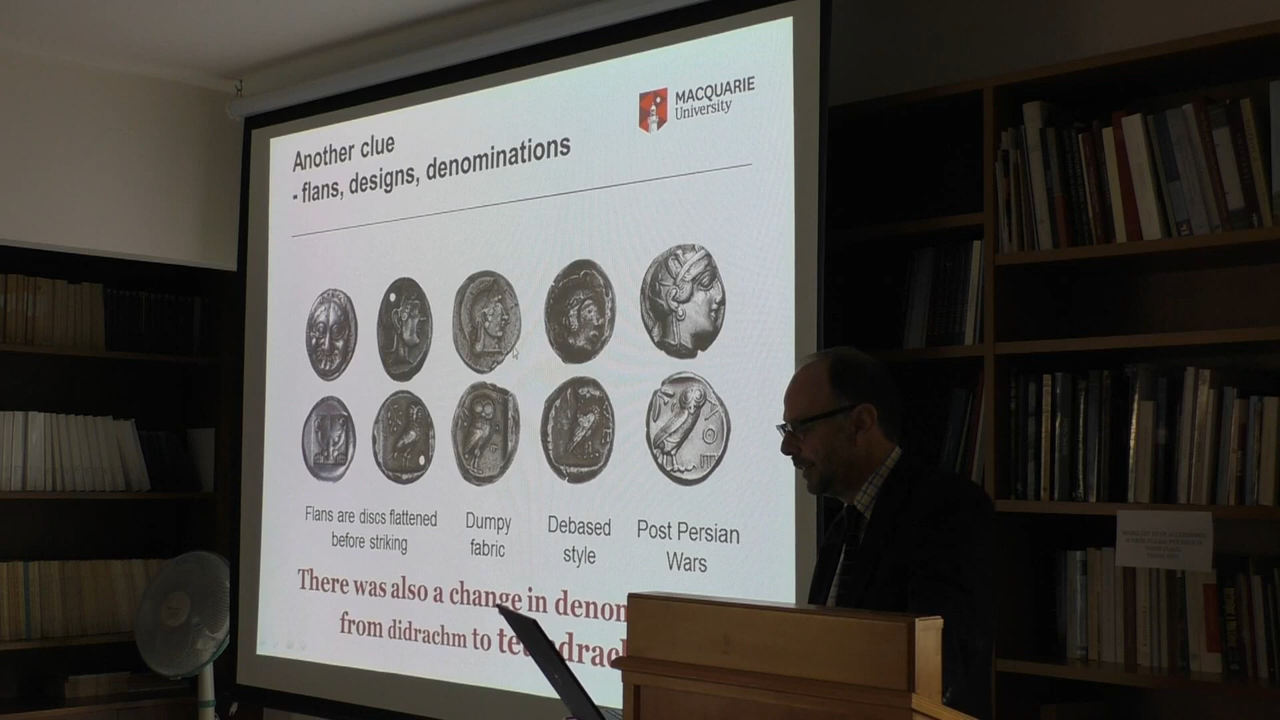 MACQUARIE
University
Another clue
- flans, designs, denominations
Flans are discs flattened
before striking
Dumpy
fabric
Debased
style
Post Persian
Wars
There was also a change in denom
from didrachm to tetradrach